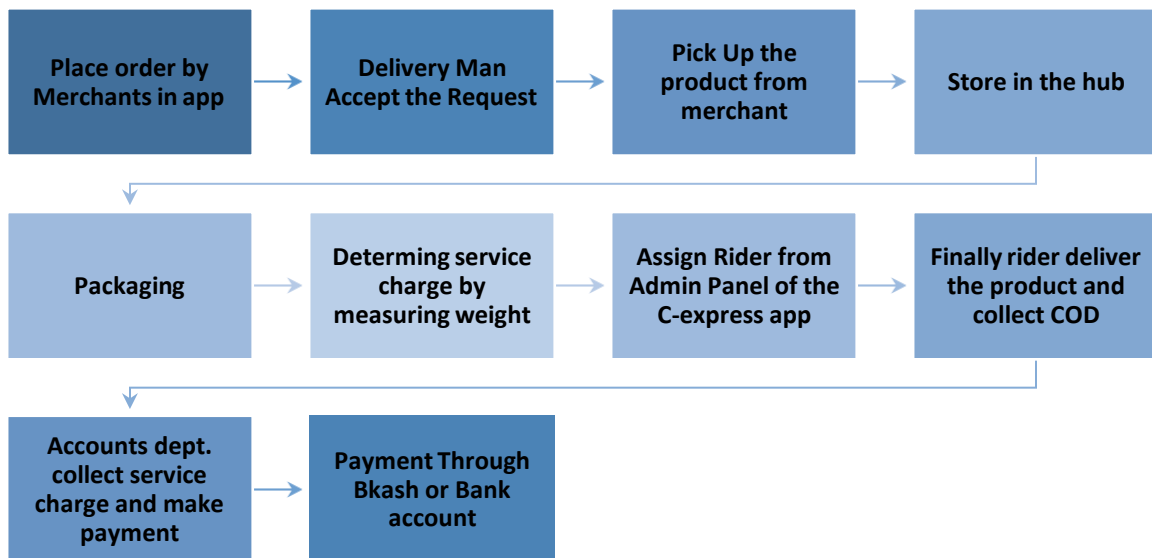 Place order by
Merchants in app
Delivery Man
Accept the Request
Pick Up the
product from
merchant
Store in the hub
Packaging
Determing service
charge by
measuring weight
Assign Rider from
Admin Panel of the
C-express app
Finally rider deliver
the product and
collect COD
Accounts dept.
collect service
charge and make
payment
Payment Through
Bkash or Bank
account